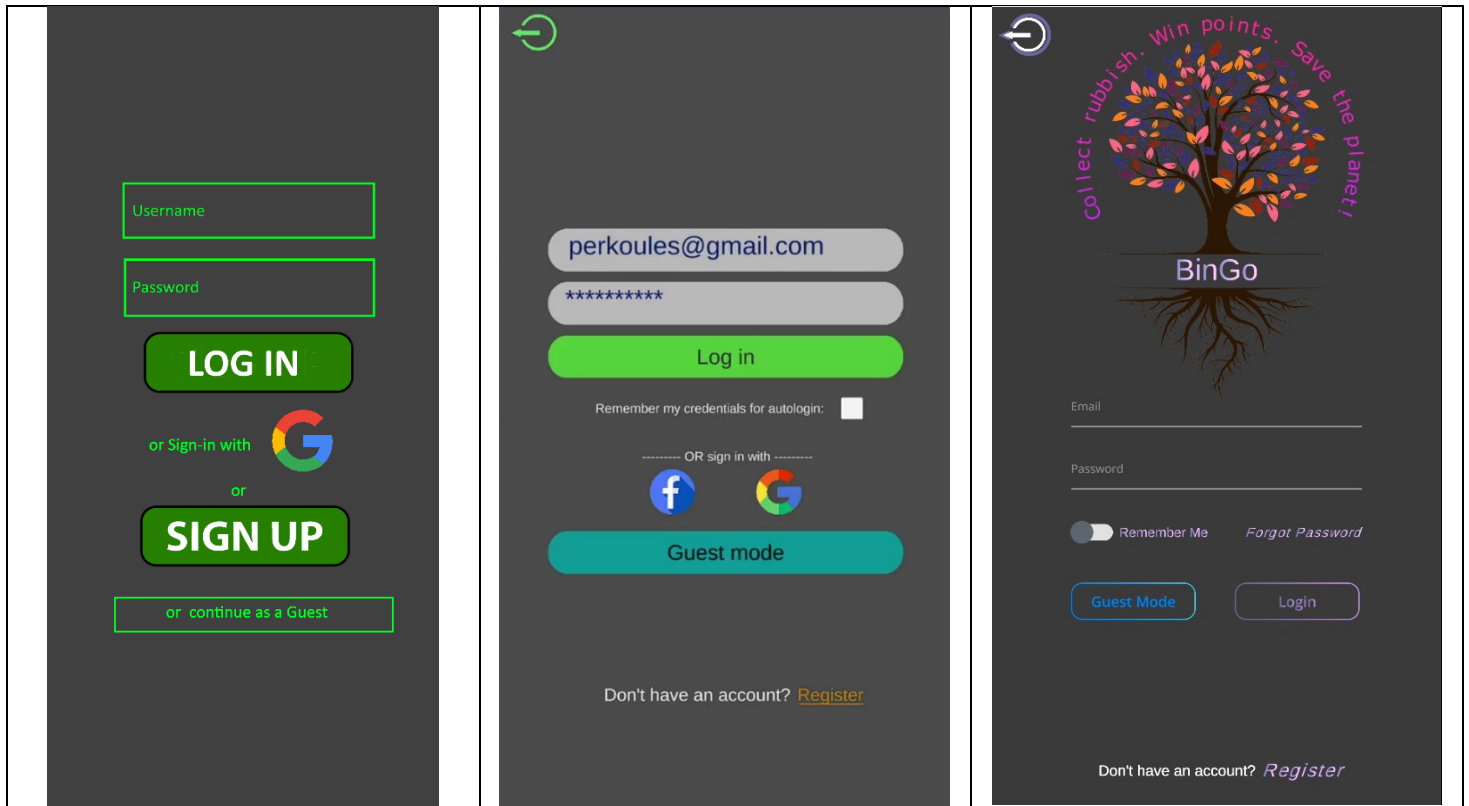 Username
Password
LOG IN
or Sign-in with
or
SIGN UP
or continue as a Guest
perkoules@gmail.com
**********
Log in
Remember my credentials for autologin:
--------- OR sign in with ---------
Guest mode
Don't have an account? Register
Collect rubbish. Win points. Save the planet!
BinGo
Email
Password
Remember Me Forgot Password
Guest Mode Login
Don't have an account? Register